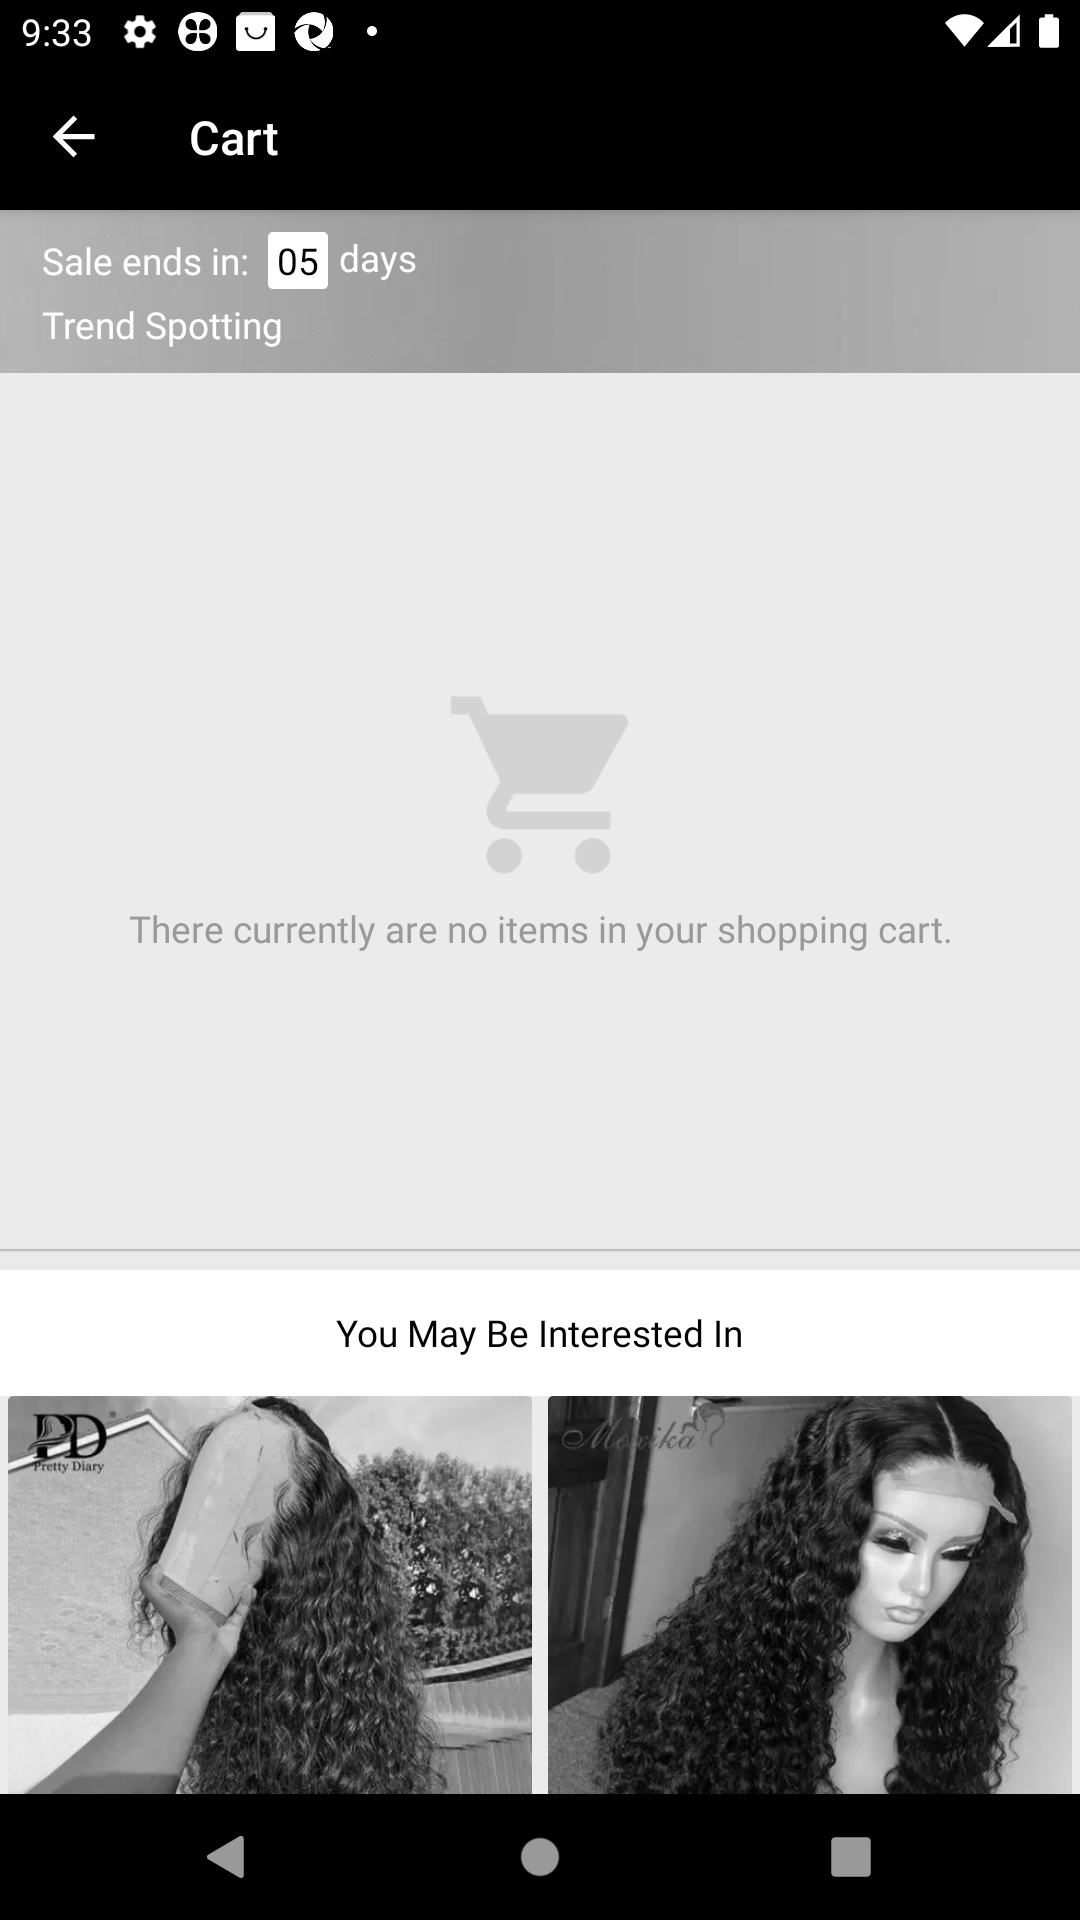 9:33
Cart
Sale ends in: 05 days
Trend Spotting
There currently are no items in your shopping cart.
You May Be Interested In
PD
Pretty Diary
Moxika